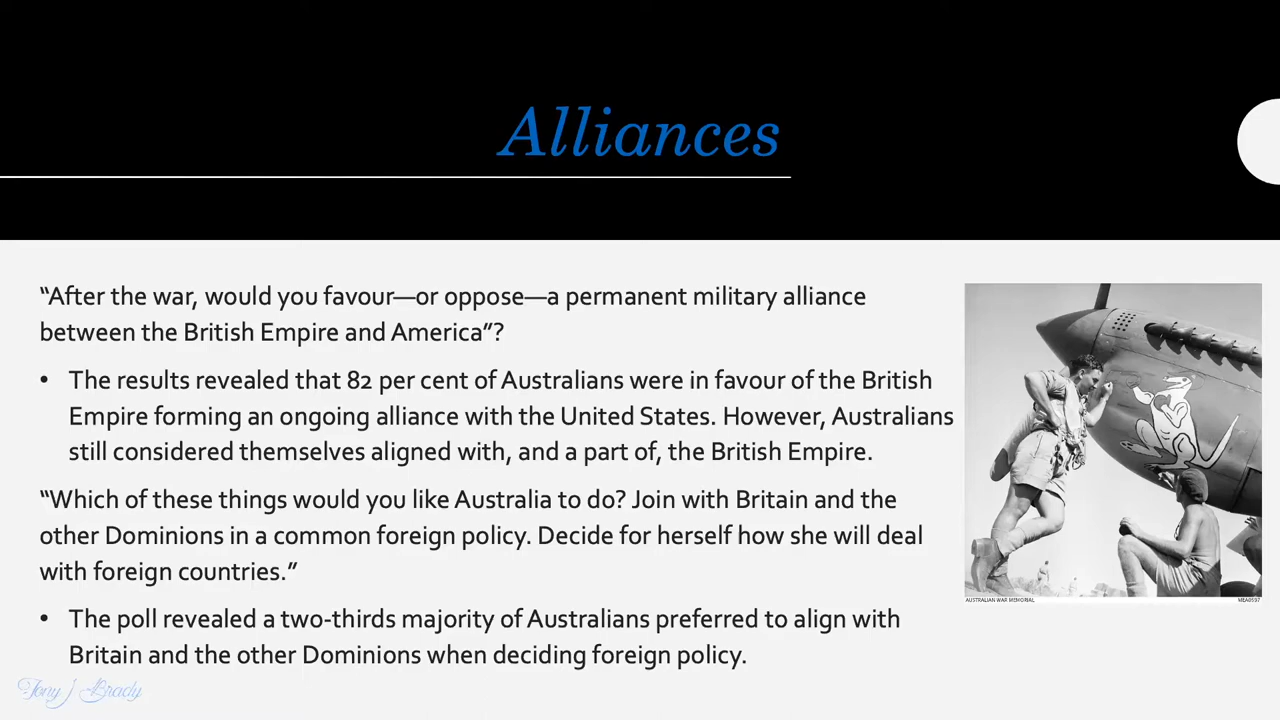 Alliances
“After the war, would you favour—or oppose—a permanent military alliance
between the British Empire and America”?
• The results revealed that 82 per cent of Australians were in favour of the British
Empire forming an ongoing alliance with the United States. However, Australians
still considered themselves aligned with, and a part of, the British Empire.
“Which of these things would you like Australia to do? Join with Britain and the
other Dominions in a common foreign policy. Decide for herself how she will deal
with foreign countries.”
• The poll revealed a two-thirds majority of Australians preferred to align with
Britain and the other Dominions when deciding foreign policy.
AUSTRALIAN WAR MEMORIAL
MEA0597
Tony J Brady